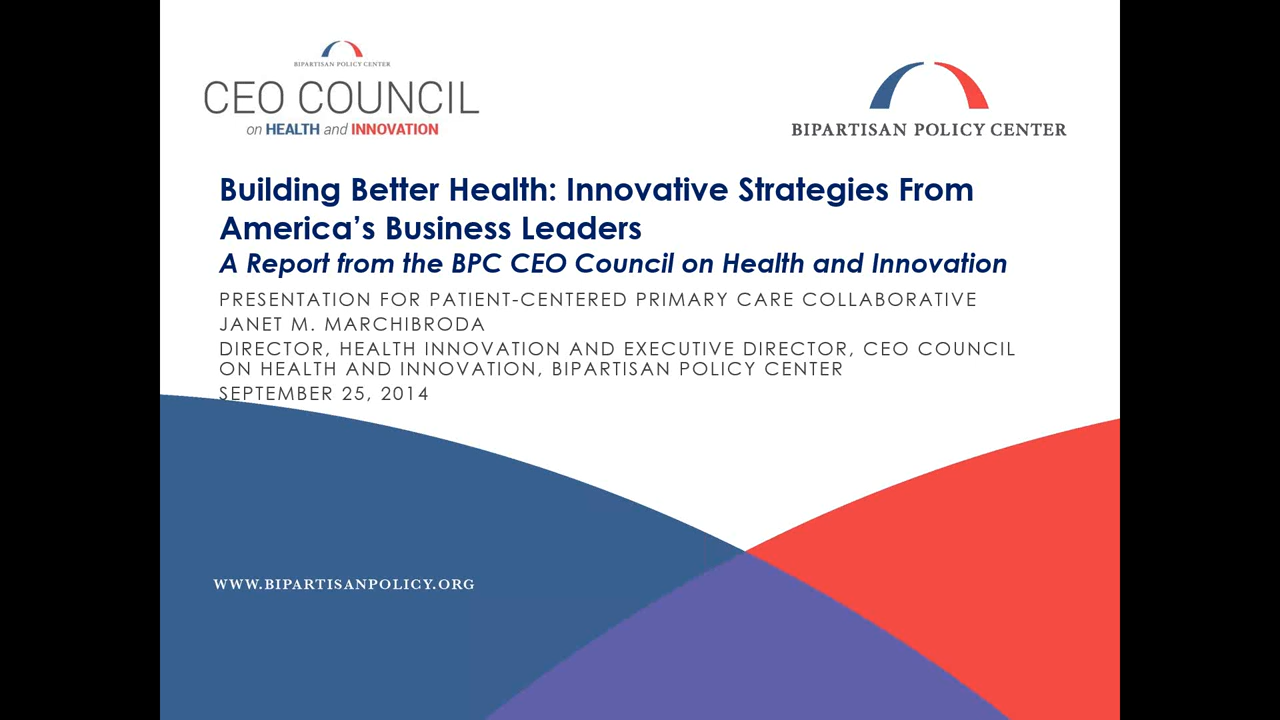 BIPARTISAN POLICY CENTER
CEO COUNCIL
on HEALTH and INNOVATION
BIPARTISAN POLICY CENTER
Building Better Health: Innovative Strategies From
America’s Business Leaders
A Report from the BPC CEO Council on Health and Innovation
PRESENTATION FOR PATIENT-CENTERED PRIMARY CARE COLLABORATIVE
JANET M. MARCHIBRODA
DIRECTOR, HEALTH INNOVATION AND EXECUTIVE DIRECTOR, CEO COUNCIL
ON HEALTH AND INNOVATION, BIPARTISAN POLICY CENTER
SEPTEMBER 25, 2014
WWW.BIPARTISANPOLICY.ORG